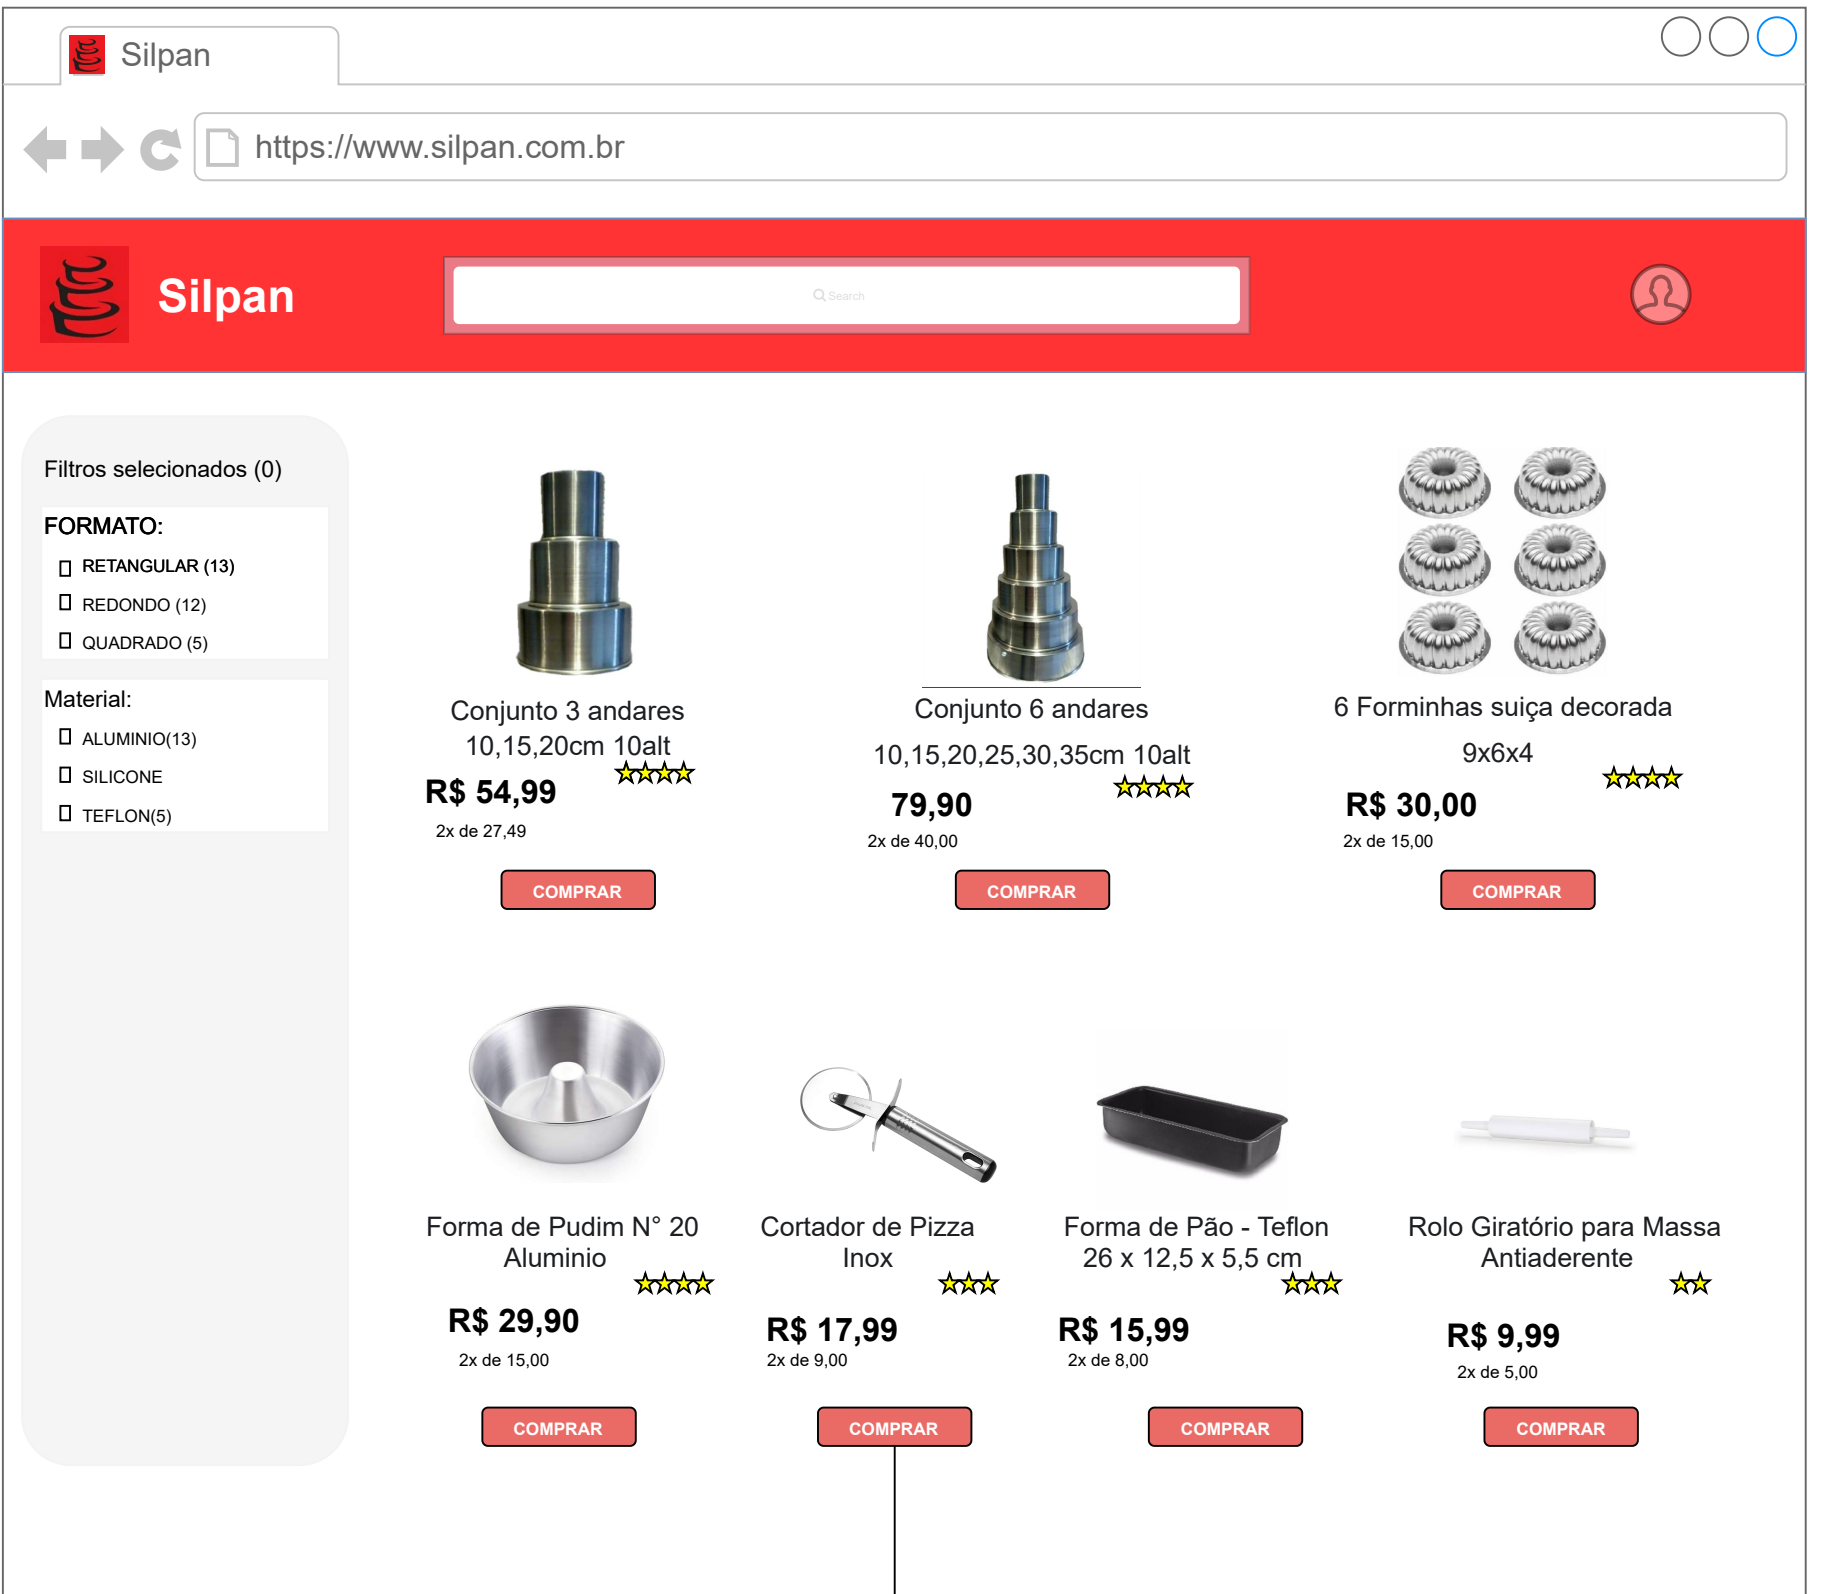 Silpan
https://www.silpan.com.br
Silpan
Search
Filtros selecionados (0)
FORMATO:
RETANGULAR (13)
REDONDO (12)
QUADRADO (5)
Material:
ALUMINIO(13)
SILICONE
TEFLON(5)
Conjunto 3 andares
10,15,20cm 10alt
R$ 54,99
2x de 27,49
COMPRAR
Conjunto 6 andares
10,15,20,25,30,35cm 10alt
79,90
2x de 40,00
COMPRAR
6 Forminhas suiça decorada
9x6x4
R$ 30,00
2x de 15,00
COMPRAR
Forma de Pudim N° 20
Aluminio
R$ 29,90
2x de 15,00
COMPRAR
Cortador de Pizza
Inox
R$ 17,99
2x de 9,00
COMPRAR
Forma de Pão - Teflon
26 x 12,5 x 5,5 cm
R$ 15,99
2x de 8,00
COMPRAR
Rolo Giratório para Massa
Antiaderente
R$ 9,99
2x de 5,00
COMPRAR